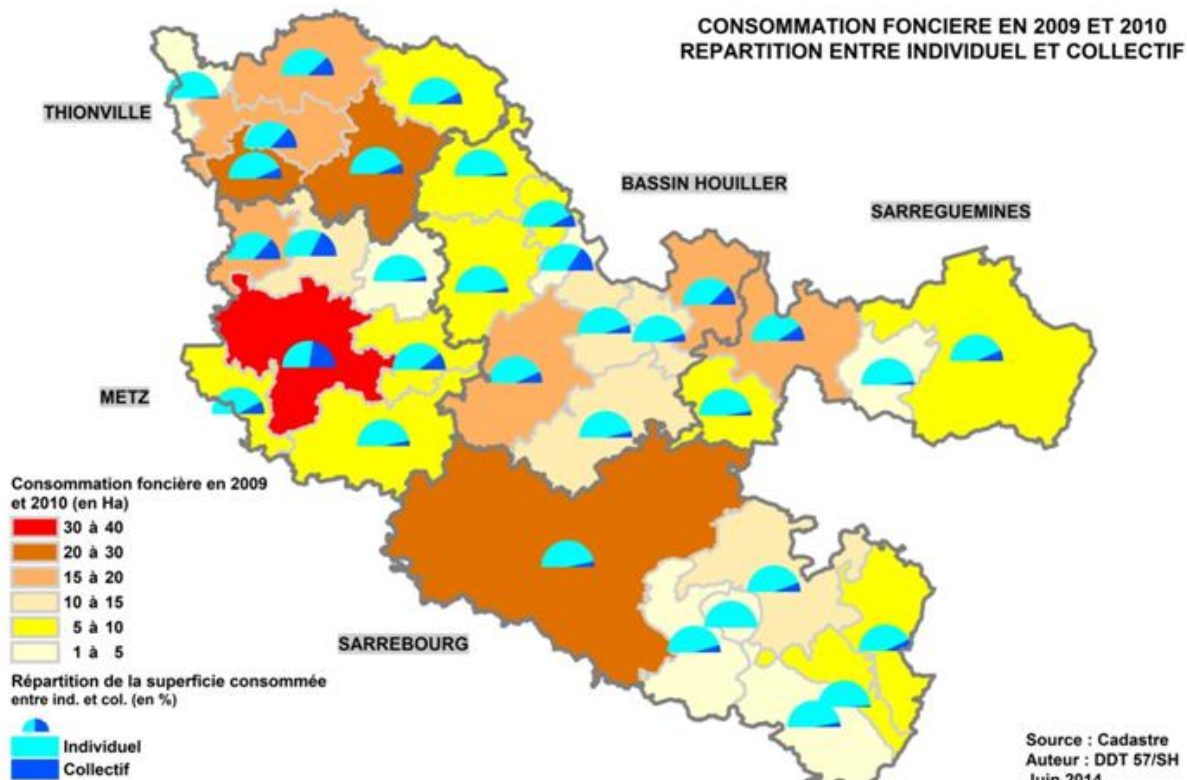 CONSOMMATION FONCIERE EN 2009 ET 2010
REPARTITION ENTRE INDIVIDUEL ET COLLECTIF
THIONVILLE
BASSIN HOUILLER
SARREGUEMINES
METZ
SARREBOURG
Consommation foncière en 2009
et 2010 (en Ha)
30 à 40
20 à 30
15 à 20
10 à 15
5 à 10
1 à 5
Répartition de la superficie consommée
entre ind. et col. (en %)
Individuel
Collectif
Source : Cadastre
Auteur : DDT 57/SH
Juin 2014